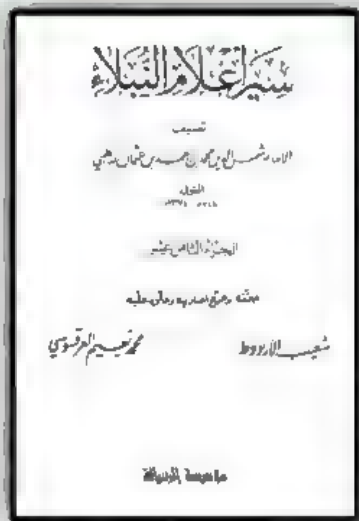 سير أعلام النبلاء
تصنيف
الإمام شمس الدين محمد بن أحمد بن عثمان الذهبي
المتوفى
الجزء الثامن عشر
حققه وخرج أحاديثه وعلق عليه
شعيب الأرنؤوط
محمد نعيم العرقسوسي
مؤسسة الرسالة